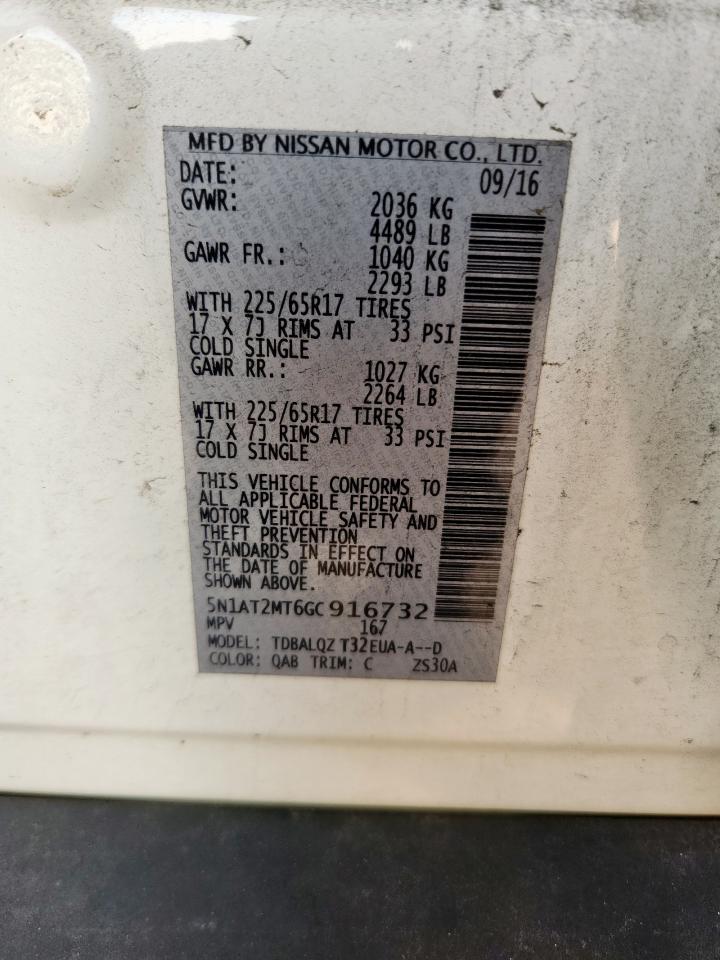 MFD BY NISSAN MOTOR CO., LTD.
DATE: 09/16
GVWR: 2036 KG
4489 LB
GAWR FR.: 1040 KG
2293 LB
WITH 225/65R17 TIRES
17 X 7J RIMS AT 33 PSI
COLD SINGLE
GAWR RR.: 1027 KG
2264 LB
WITH 225/65R17 TIRES
17 X 7J RIMS AT 33 PSI
COLD SINGLE
THIS VEHICLE CONFORMS TO
ALL APPLICABLE FEDERAL
MOTOR VEHICLE SAFETY AND
THEFT PREVENTION
STANDARDS IN EFFECT ON
THE DATE OF MANUFACTURE
SHOWN ABOVE.
5N1AT2MT6GC916732
MPV 167
MODEL: TDBALQZ T32EUA-A--D
COLOR: QAB TRIM: C ZS30A